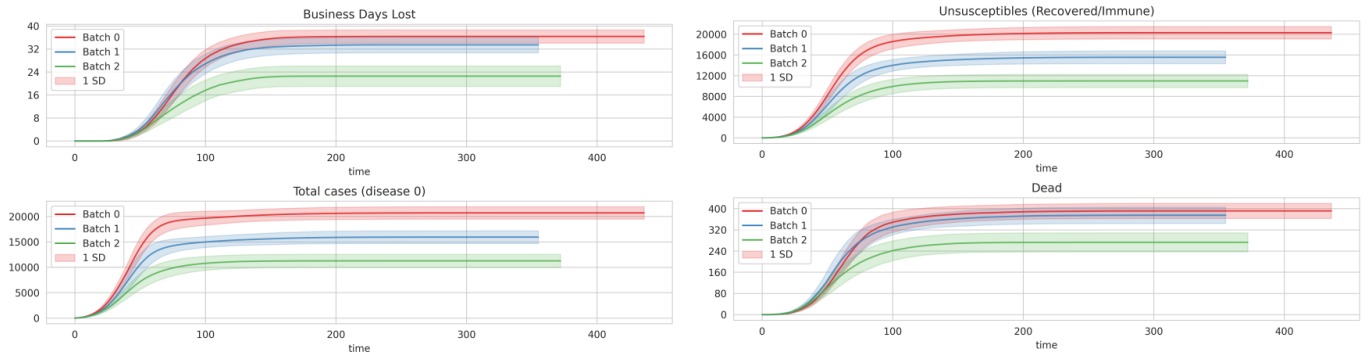 Business Days Lost
40
32
24
16
8
0
Batch 0
Batch 1
Batch 2
1 SD
0
100
200
300
400
time
Unsusceptibles (Recovered/Immune)
20000
16000
12000
8000
4000
0
Batch 0
Batch 1
Batch 2
1 SD
0
100
200
300
400
time
Total cases (disease 0)
20000
15000
10000
5000
0
Batch 0
Batch 1
Batch 2
1 SD
0
100
200
300
400
time
Dead
400
320
240
160
80
0
Batch 0
Batch 1
Batch 2
1 SD
0
100
200
300
400
time